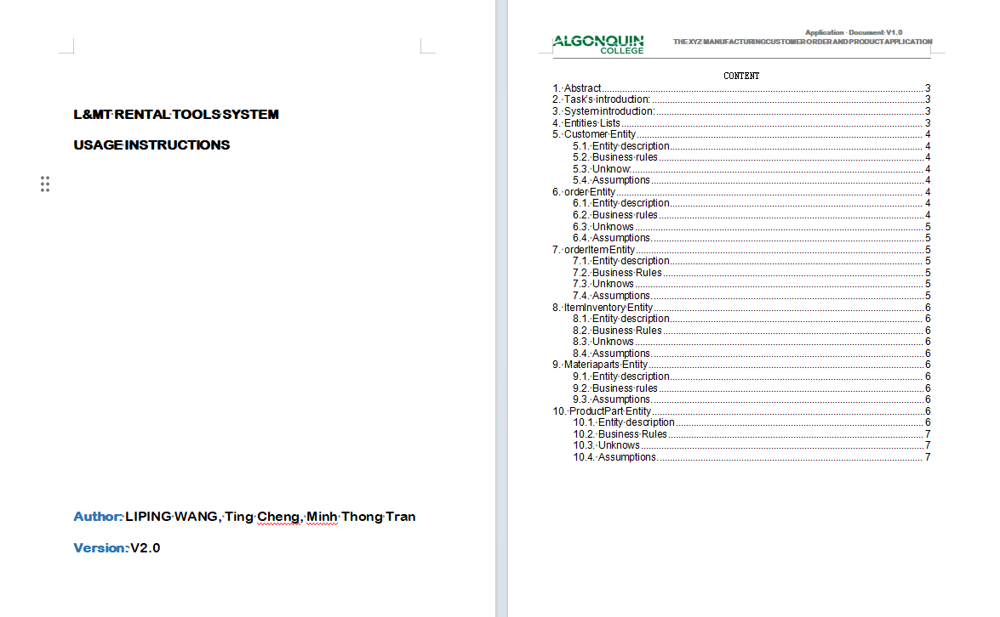 L&MT RENTAL TOOLS SYSTEM
USAGE INSTRUCTIONS
Author: LIPING WANG, Ting Cheng, Minh Thong Tran
Version: V2.0
ALGONQUIN
COLLEGE
Application - Document V1.0
THE XYZ MANUFACTURING CUSTOMER ORDER AND PRODUCT APPLICATION
CONTENT
1. Abstract 3
2. Task's introduction: 3
3. System introduction: 3
4. Entities Lists 3
5. Customer Entity 4
5.1. Entity description 4
5.2. Business rules 4
5.3. Unknow: 4
5.4. Assumptions 4
6. order Entity 4
6.1. Entity description 4
6.2. Business rules 4
6.3. Unknows 5
6.4. Assumptions. 5
7. orderItem Entity 5
7.1. Entity description 5
7.2. Business Rules 5
7.3. Unknows 5
7.4. Assumptions. 5
8. ItemInventory Entity 6
8.1. Entity description 6
8.2. Business Rules 6
8.3. Unknows 6
8.4. Assumptions. 6
9. Materiaparts Entity 6
9.1. Entity description 6
9.2. Business rules 6
9.3. Assumptions. 6
10. ProductPart Entity 6
10.1. Entity description 6
10.2. Business Rules 7
10.3. Unknows 7
10.4. Assumptions. 7